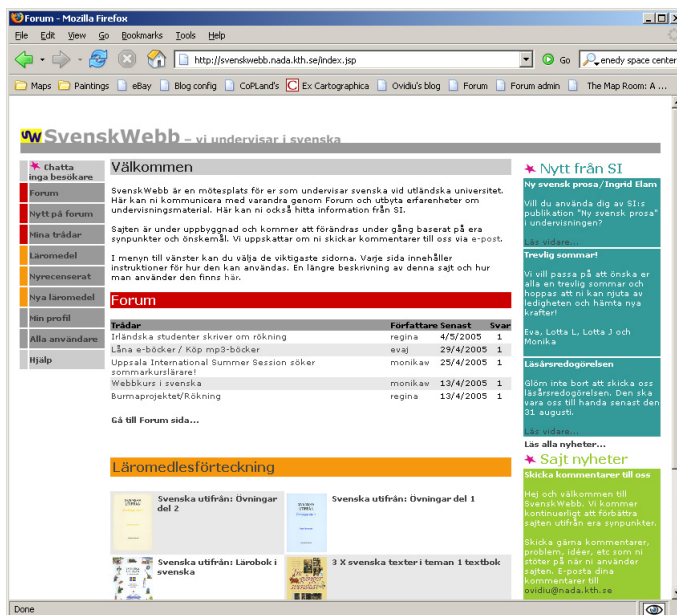 Forum - Mozilla Firefox
File Edit View Go Bookmarks Tools Help
http://svenskwebb.nada.kth.se/index.jsp Go enedy space center
Maps Paintings eBay Blog config CoPLand's Ex Cartographica Ovidiu's blog Forum Forum admin The Map Room: A ...
SvenskWebb – vi undervisar i svenska
Chatta
inga besökare
Forum
Nytt på forum
Mina trådar
Läromedel
Nyrecenserat
Nya läromedel
Min profil
Alla användare
Hjälp
Välkommen
SvenskWebb är en mötesplats för er som undervisar svenska vid utländska universitet.
Här kan ni kommunicera med varandra genom Forum och utbyta erfarenheter om
undervisningsmaterial. Här kan ni också hitta information från SI.
Sajten är under uppbyggnad och kommer att förändras under gång baserat på era
synpunkter och önskemål. Vi uppskattar om ni skickar kommentarer till oss via e-post.
I menyn till vänster kan du välja de viktigaste sidorna. Varje sida innehåller
instruktioner för hur den kan användas. En längre beskrivning av denna sajt och hur
man använder den finns här.
Forum
Trådar Författare Senast Svar
Irländska studenter skriver om rökning regina 4/5/2005 1
Låna e-böcker / Köp mp3-böcker evaj 29/4/2005 1
Uppsala International Summer Session söker
sommarkurslärare! monikaw 25/4/2005 1
Webbkurs i svenska monikaw 13/4/2005 1
Burmaprojektet/Rökning regina 13/4/2005 1
Gå till Forum sida...
Läromedlesförteckning
Svenska utifrån: Övningar
del 2
Svenska utifrån: Övningar del 1
Svenska utifrån: Lärobok i
svenska
3 X svenska texter i teman 1 textbok
Nytt från SI
Ny svensk prosa/Ingrid Elam
Vill du använda dig av SI:s
publikation "Ny svensk prosa"
i undervisningen?
Läs vidare...
Trevlig sommar!
Vi vill passa på att önska er
alla en trevlig sommar och
hoppas att ni kan njuta av
ledigheten och hämta nya
krafter!
Eva, Lotta L, Lotta J och
Monika
Läsårsredogörelsen
Glöm inte bort att skicka oss
läsårsredogörelsen. Den ska
vara oss till handa senast den
31 augusti.
Läs vidare...
Läs alla nyheter...
Sajt nyheter
Skicka kommentarer till oss
Hej och välkommen till
SvenskWebb. Vi kommer
kontinuerligt att förbättra
sajten utifrån era synpunkter.
Skicka gärna kommentarer,
problem, idéer, etc som ni
stöter på när ni använder
sajten. E-posta dina
kommentarer till
ovidiu@nada.kth.se
Done